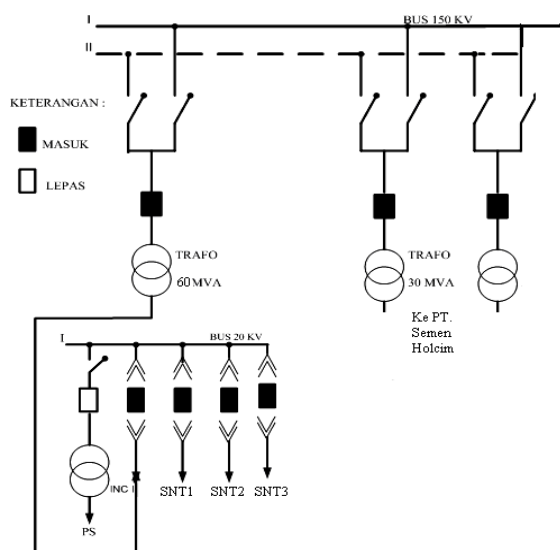 I
BUS 150 KV
II
KETERANGAN :
MASUK
LEPAS
TRAFO
60 MVA
TRAFO
30 MVA
Ke PT.
Semen
Holcim
I
BUS 20 KV
INC I
SNT1
SNT2
SNT3
PS